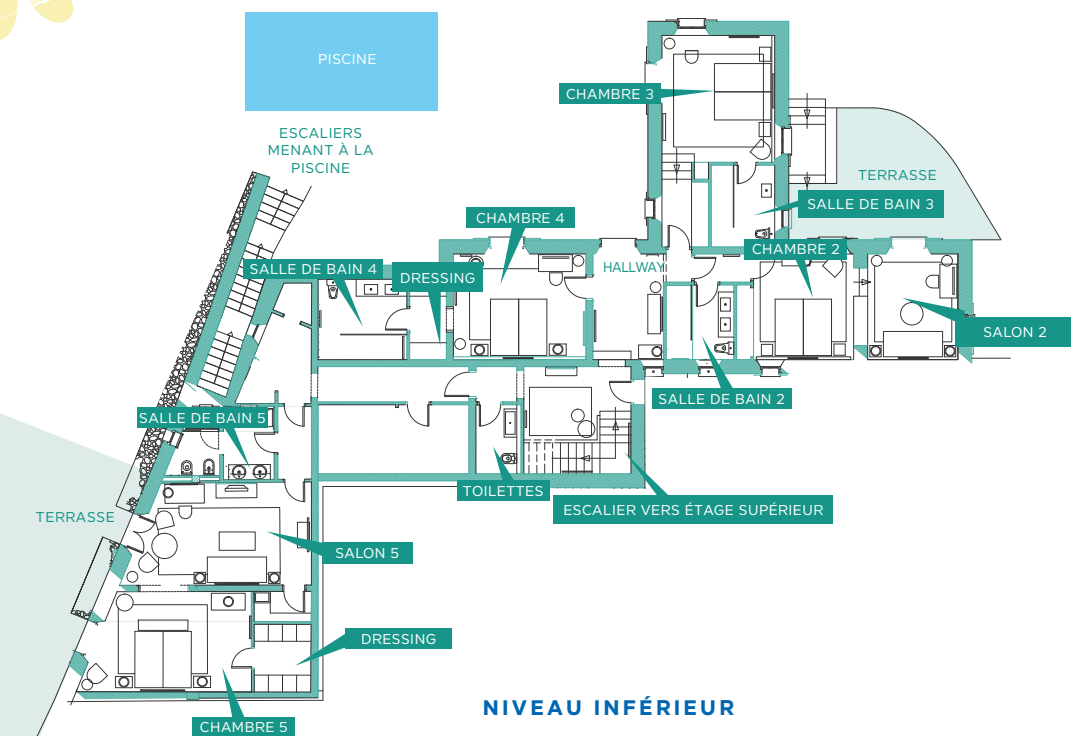 PISCINE
ESCALIERS
MENANT À LA
PISCINE
CHAMBRE 3
TERRASSE
SALLE DE BAIN 3
CHAMBRE 4
CHAMBRE 2
HALLWAY
SALLE DE BAIN 4
DRESSING
SALON 2
SALLE DE BAIN 2
SALLE DE BAIN 5
TOILETTES
ESCALIER VERS ÉTAGE SUPÉRIEUR
TERRASSE
SALON 5
DRESSING
CHAMBRE 5
NIVEAU INFÉRIEUR